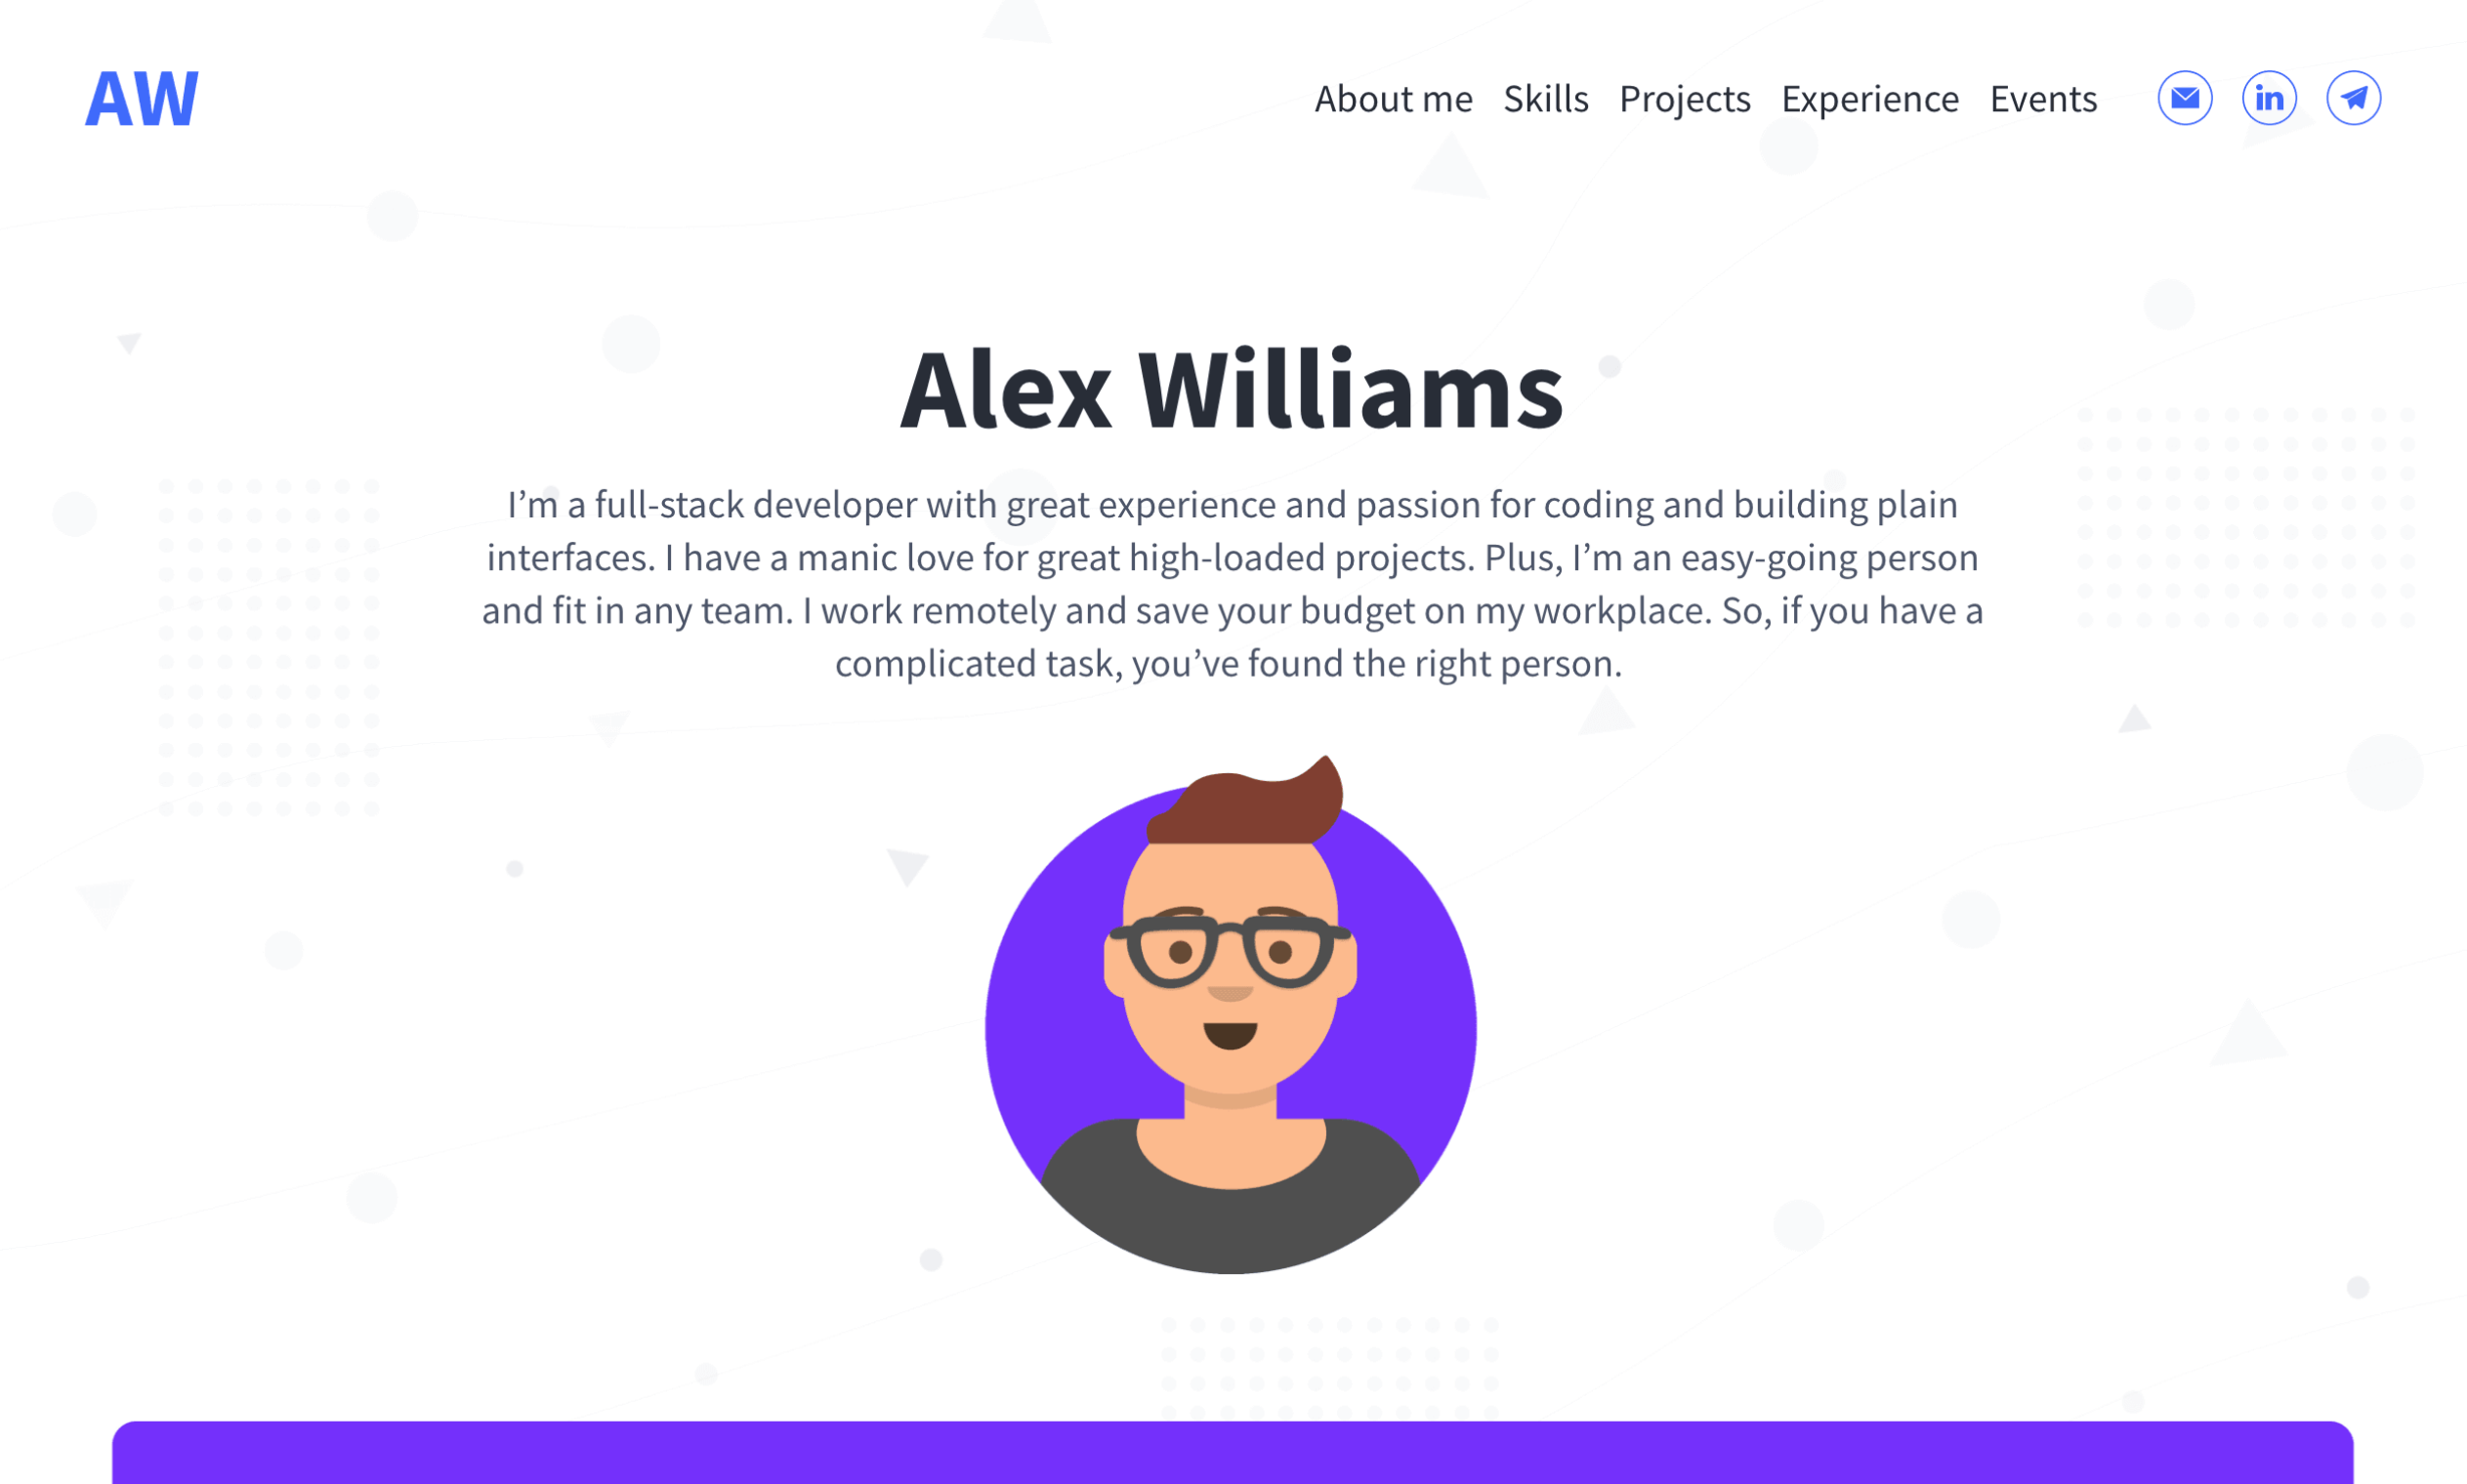 AW
About me Skills Projects Experience Events
in
Alex Williams
I’m a full-stack developer with great experience and passion for coding and building plain
interfaces. I have a manic love for great high-loaded projects. Plus, I’m an easy-going person
and fit in any team. I work remotely and save your budget on my workplace. So, if you have a
complicated task, you’ve found the right person.